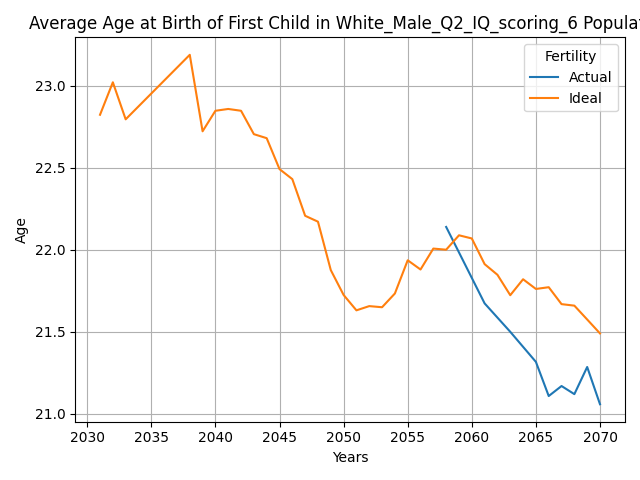 Average Age at Birth of First Child in White_Male_Q2_IQ_scoring_6 Populat
Fertility
Actual
Ideal
Age
23.0
22.5
22.0
21.5
21.0
2030 2035 2040 2045 2050 2055 2060 2065 2070
Years